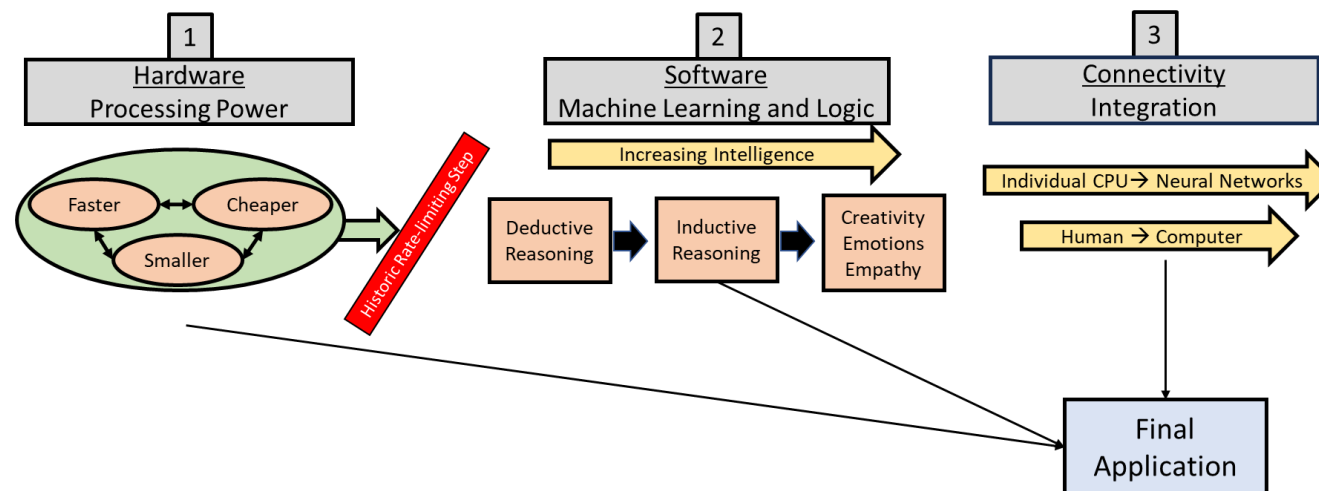 1
Hardware
Processing Power
Faster
Cheaper
Smaller
Historic Rate-limiting Step
2
Software
Machine Learning and Logic
Increasing Intelligence
Deductive
Reasoning
Inductive
Reasoning
Creativity
Emotions
Empathy
3
Connectivity
Integration
Individual CPU→ Neural Networks
Human → Computer
Final
Application